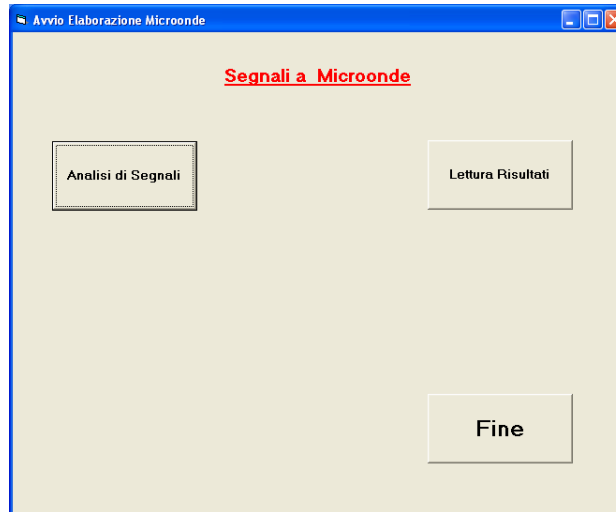 Avvio Elaborazione Microonde
Segnali a Microonde
Analisi di Segnali
Lettura Risultati
Fine